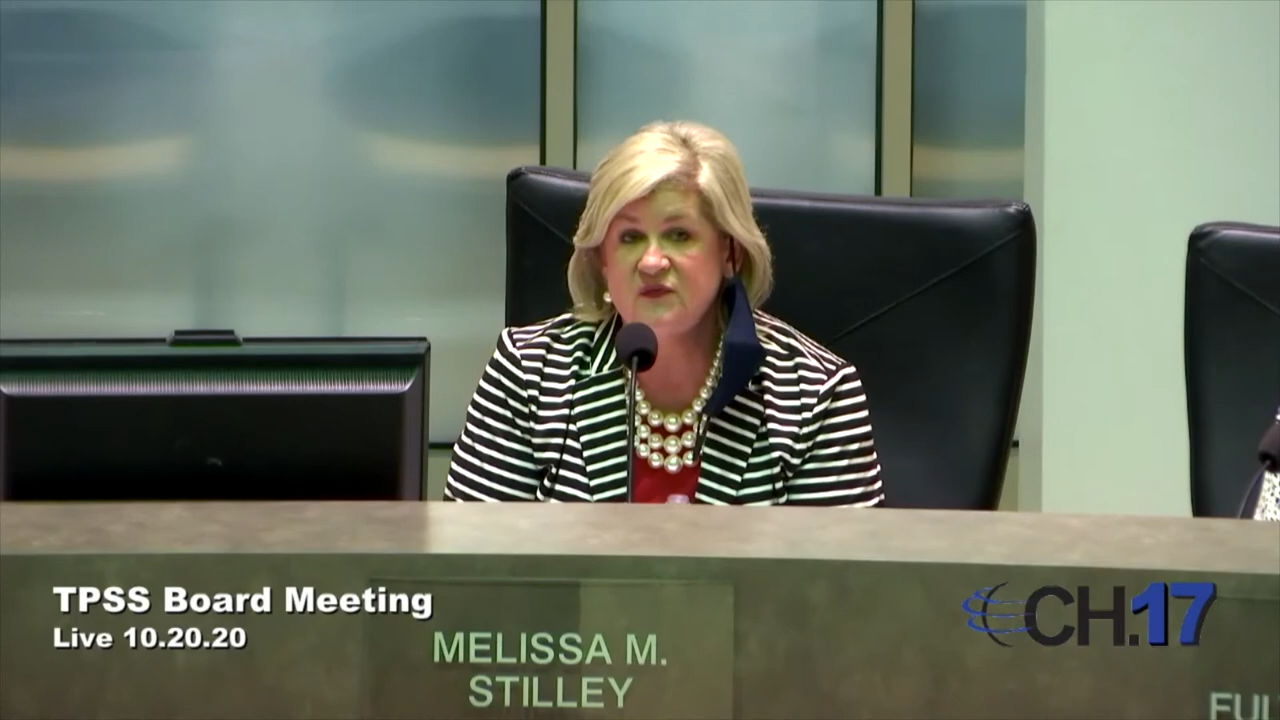 TPSS Board Meeting
Live 10.20.20
MELISSA M.
STILLEY
CH.17